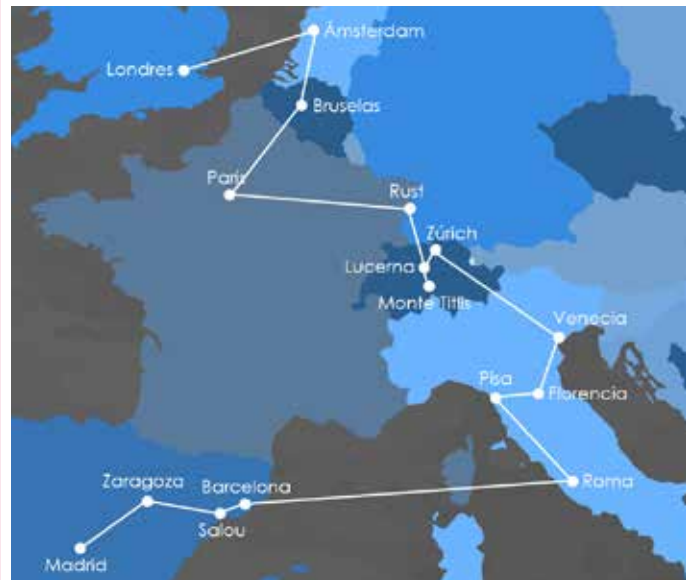 Ámsterdam
Londres
Bruselas
París
Rust
Zúrich
Lucerna
Monte Titlis
Venecia
Pisa
Florencia
Zaragoza
Barcelona
Roma
Salou
Madrid